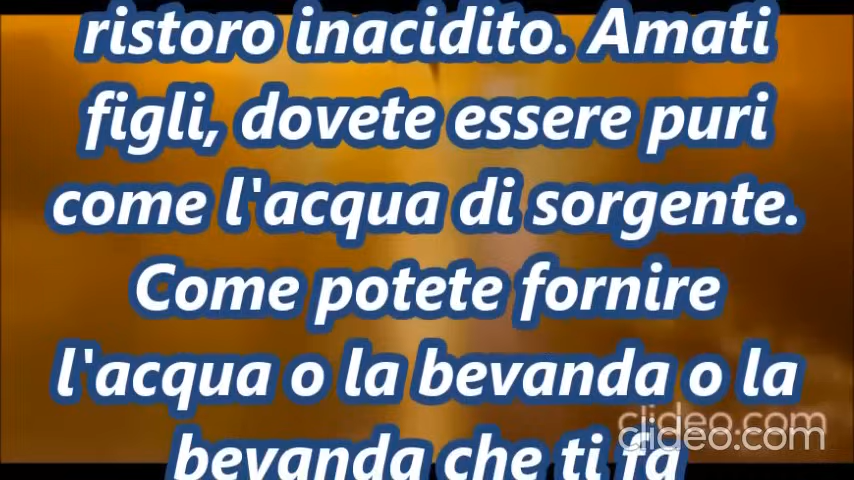 ristoro inacidito. Amati
figli, dovete essere puri
come l'acqua di sorgente.
Come potete fornire
l'acqua o la bevanda o la
bevanda che ti fa
clideo.com
clideo.com